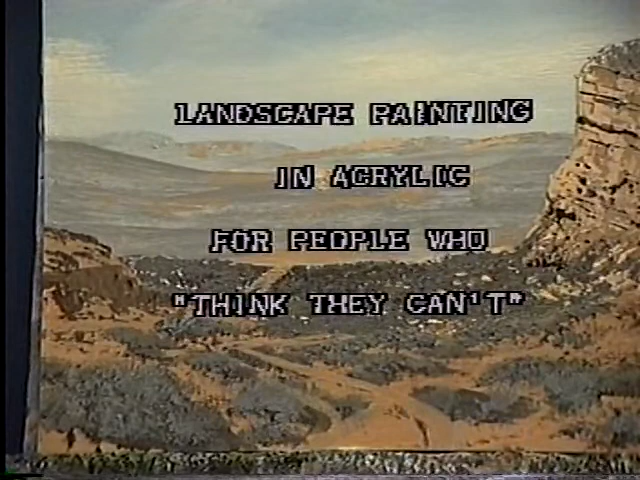 LANDSCAPE PAINTING
IN ACRYLIC
FOR PEOPLE WHO
"THINK THEY CAN'T"